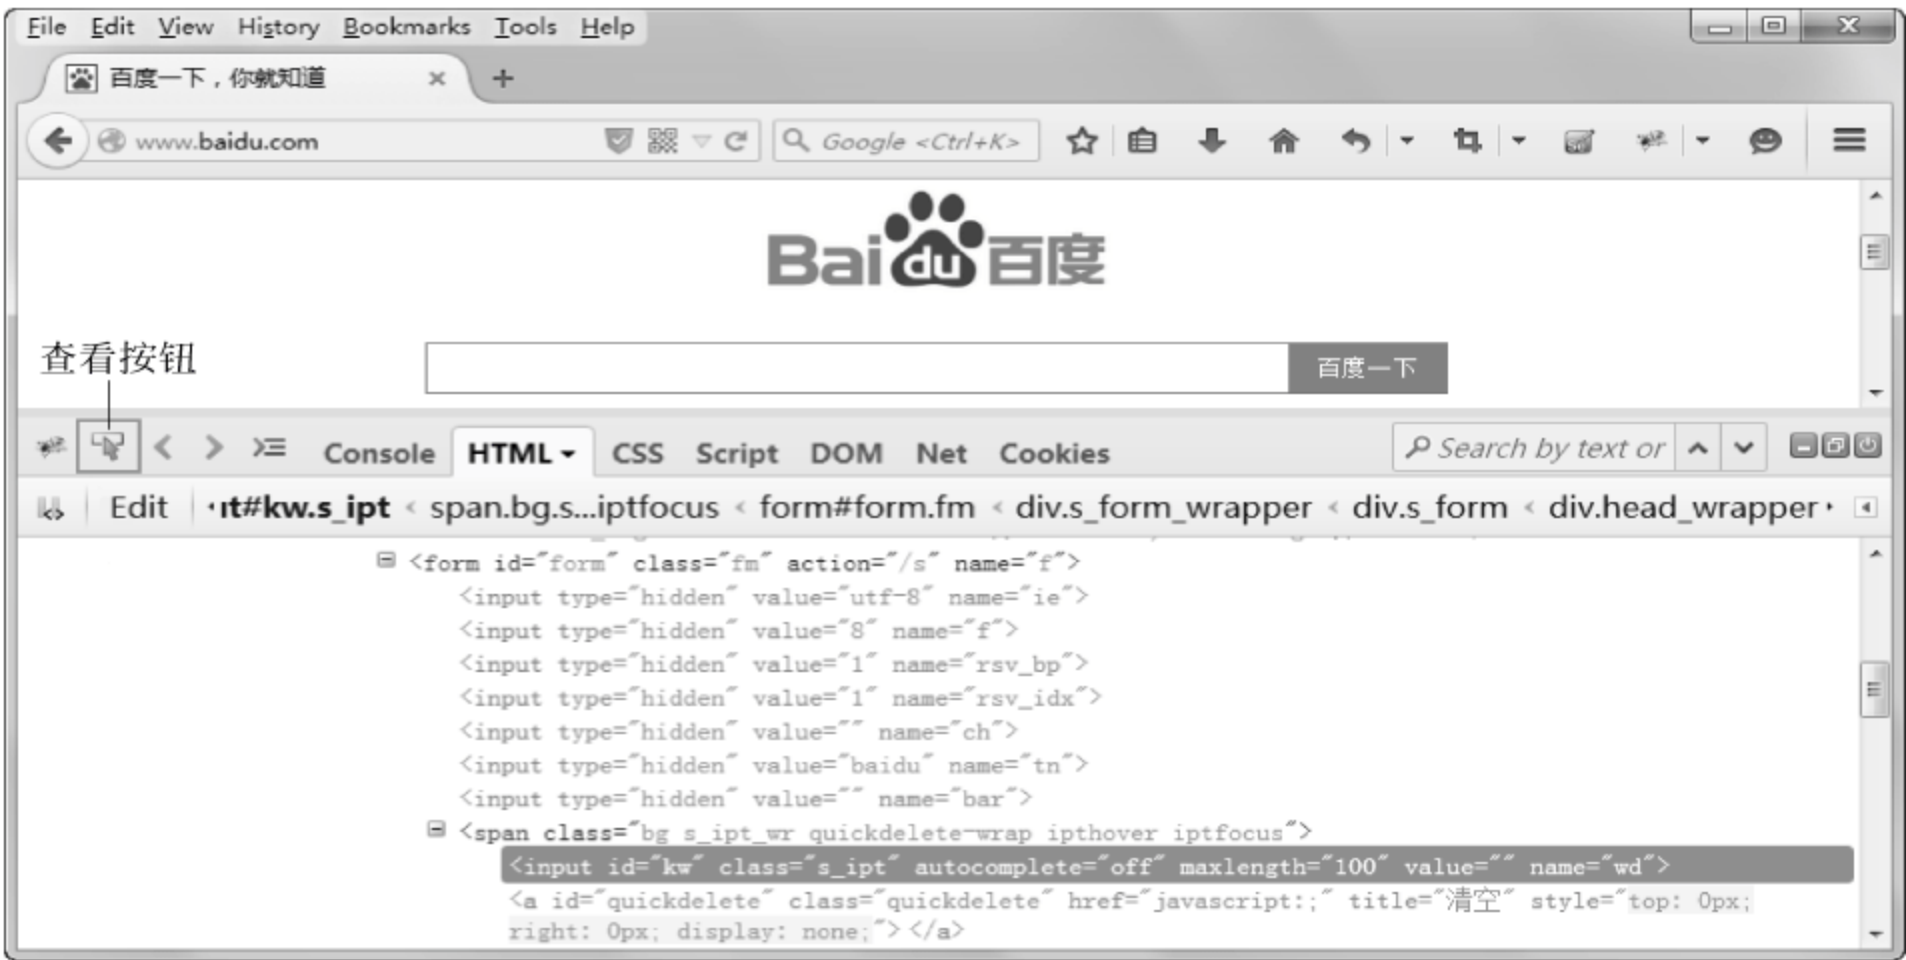 File Edit View History Bookmarks Tools Help
百度一下，你就知道
www.baidu.com Google <Ctrl+K>
Bai du 百度
查看按钮
百度一下
Console HTML CSS Script DOM Net Cookies Search by text or
Edit ut#kw.s_ipt < span.bg.s...iptfocus < form#form.fm < div.s_form_wrapper < div.s_form < div.head_wrapper
<form id="form" class="fm" action="/s" name="f">
<input type="hidden" value="utf-8" name="ie">
<input type="hidden" value="8" name="f">
<input type="hidden" value="1" name="rsv_bp">
<input type="hidden" value="1" name="rsv_idx">
<input type="hidden" value="" name="ch">
<input type="hidden" value="baidu" name="tn">
<input type="hidden" value="" name="bar">
<span class="bg s_ipt_wr quickdelete-wrap ipthover iptfocus">
<input id="kw" class="s_ipt" autocomplete="off" maxlength="100" value="" name="wd">
<a id="quickdelete" class="quickdelete" href="javascript:;" title="清空" style="top: 0px;
right: 0px; display: none;"></a>